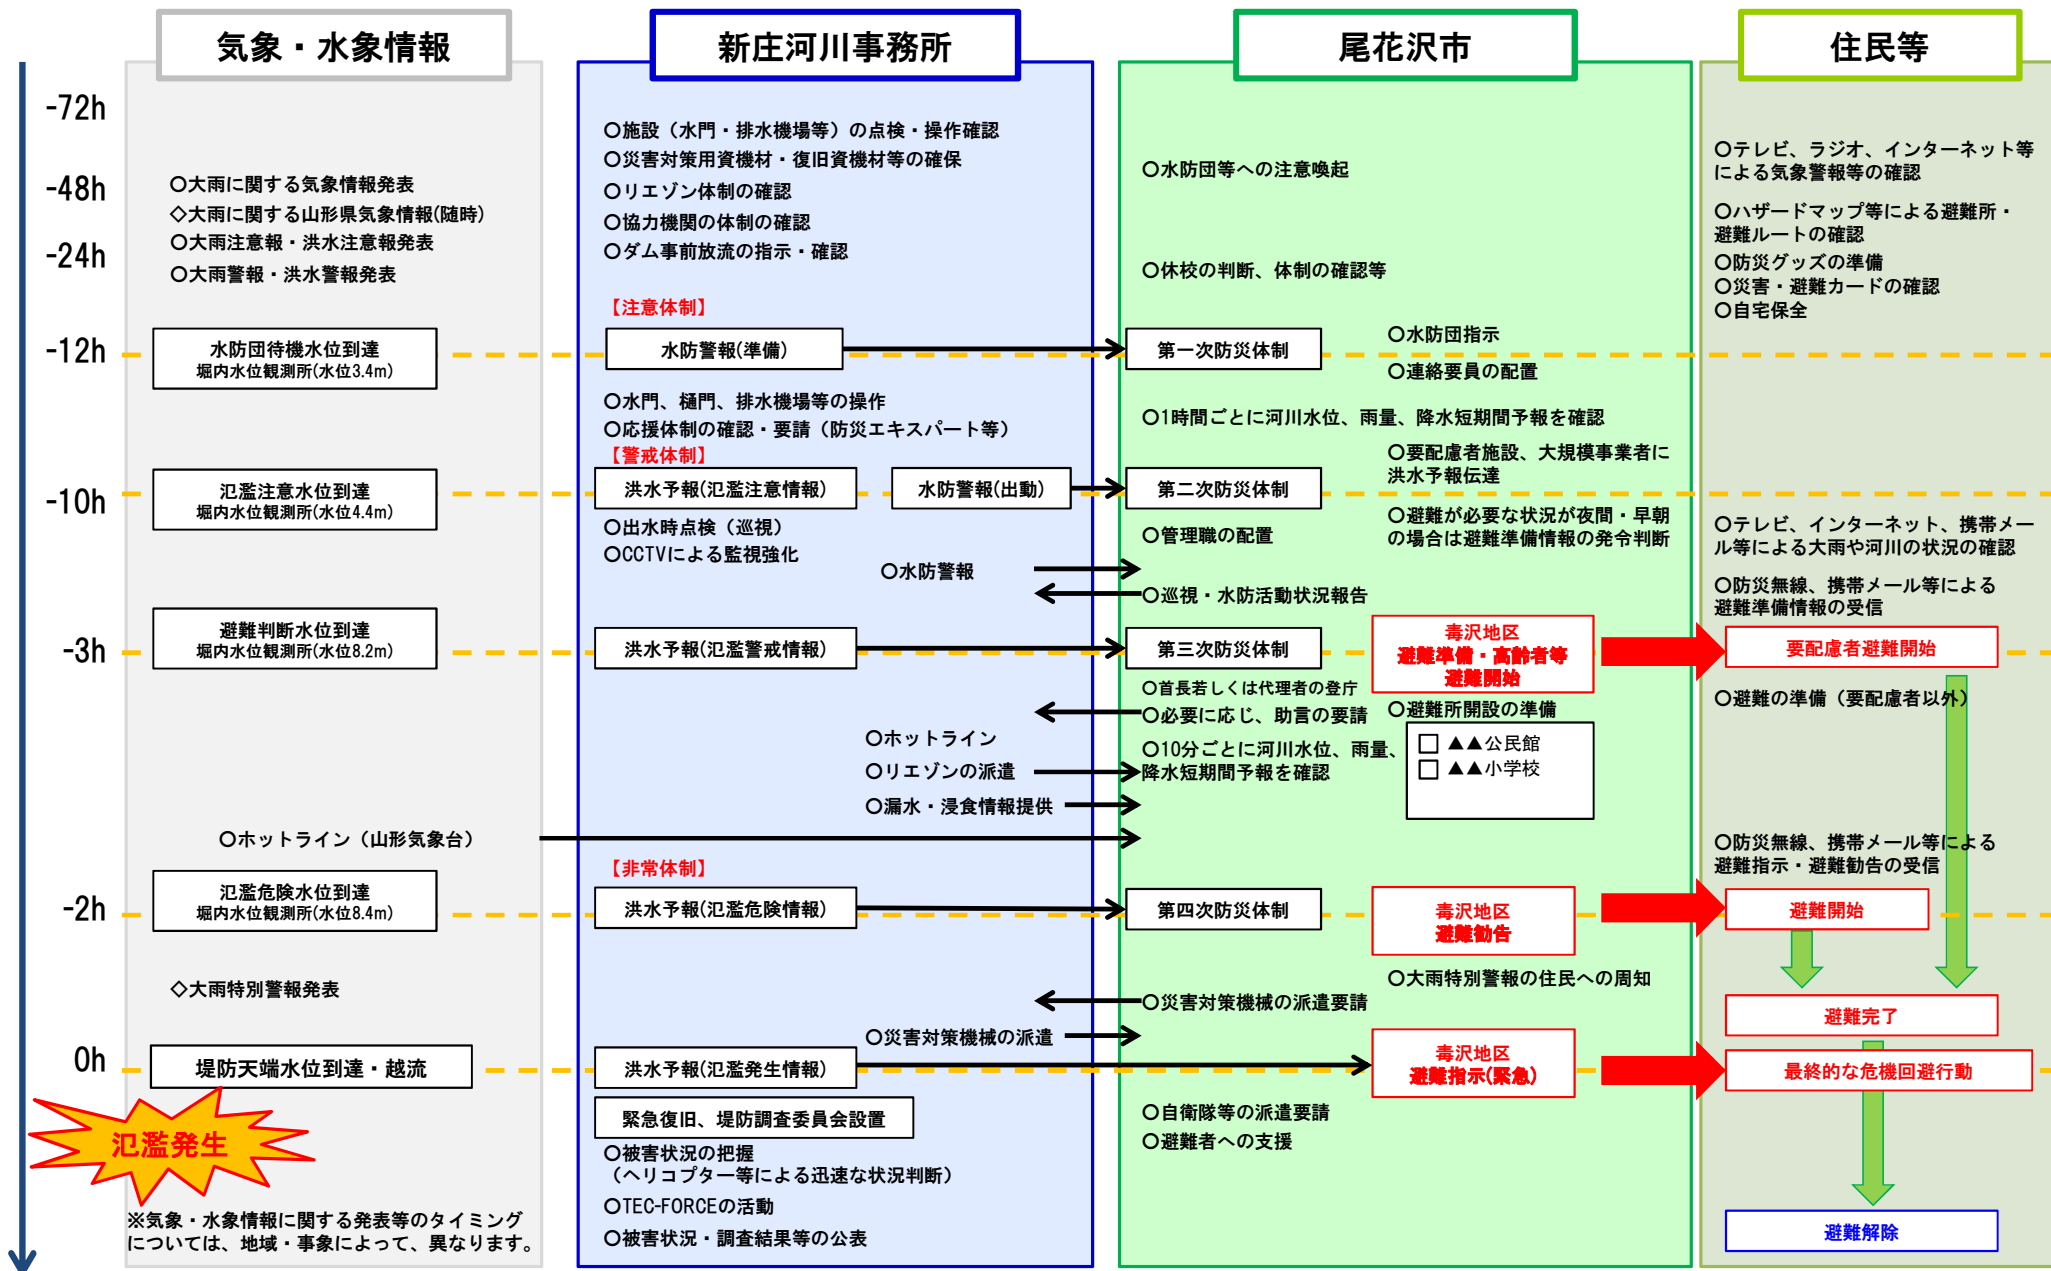 気象・水象情報
新庄河川事務所
尾花沢市
住民等
-72h
-48h
-24h
-12h
-10h
-3h
-2h
0h
○大雨に関する気象情報発表
◇大雨に関する山形県気象情報(随時)
○大雨注意報・洪水注意報発表
○大雨警報・洪水警報発表
水防団待機水位到達
堀内水位観測所(水位3.4m)
氾濫注意水位到達
堀内水位観測所(水位4.4m)
避難判断水位到達
堀内水位観測所(水位8.2m)
○ホットライン（山形気象台）
氾濫危険水位到達
堀内水位観測所(水位8.4m)
◇大雨特別警報発表
堤防天端水位到達・越流
氾濫発生
※気象・水象情報に関する発表等のタイミング
については、地域・事象によって、異なります。
○施設（水門・排水機場等）の点検・操作確認
○災害対策用資機材・復旧資機材等の確保
○リエゾン体制の確認
○協力機関の体制の確認
○ダム事前放流の指示・確認
【注意体制】
水防警報(準備)
○水門、樋門、排水機場等の操作
○応援体制の確認・要請（防災エキスパート等）
【警戒体制】
洪水予報(氾濫注意情報)
水防警報(出動)
○出水時点検（巡視）
○CCTVによる監視強化
○水防警報
洪水予報(氾濫警戒情報)
○ホットライン
○リエゾンの派遣
○漏水・浸食情報提供
【非常体制】
洪水予報(氾濫危険情報)
○災害対策機械の派遣
洪水予報(氾濫発生情報)
緊急復旧、堤防調査委員会設置
○被害状況の把握
（ヘリコプター等による迅速な状況判断）
○TEC-FORCEの活動
○被害状況・調査結果等の公表
○水防団等への注意喚起
○休校の判断、体制の確認等
第一次防災体制
○水防団指示
○連絡要員の配置
○1時間ごとに河川水位、雨量、降水短期間予報を確認
第二次防災体制
○要配慮者施設、大規模事業者に
洪水予報伝達
○管理職の配置
○避難が必要な状況が夜間・早朝
の場合は避難準備情報の発令判断
○巡視・水防活動状況報告
第三次防災体制
毒沢地区
避難準備・高齢者等
避難開始
○首長若しくは代理者の登庁
○必要に応じ、助言の要請
○避難所開設の準備
○10分ごとに河川水位、雨量、
降水短期間予報を確認
□ ▲▲公民館
□ ▲▲小学校
第四次防災体制
毒沢地区
避難勧告
○大雨特別警報の住民への周知
○災害対策機械の派遣要請
毒沢地区
避難指示(緊急)
○自衛隊等の派遣要請
○避難者への支援
○テレビ、ラジオ、インターネット等
による気象警報等の確認
○ハザードマップ等による避難所・
避難ルートの確認
○防災グッズの準備
○災害・避難カードの確認
○自宅保全
○テレビ、インターネット、携帯メー
ル等による大雨や河川の状況の確認
○防災無線、携帯メール等による
避難準備情報の受信
要配慮者避難開始
○避難の準備（要配慮者以外）
○防災無線、携帯メール等による
避難指示・避難勧告の受信
避難開始
避難完了
最終的な危機回避行動
避難解除